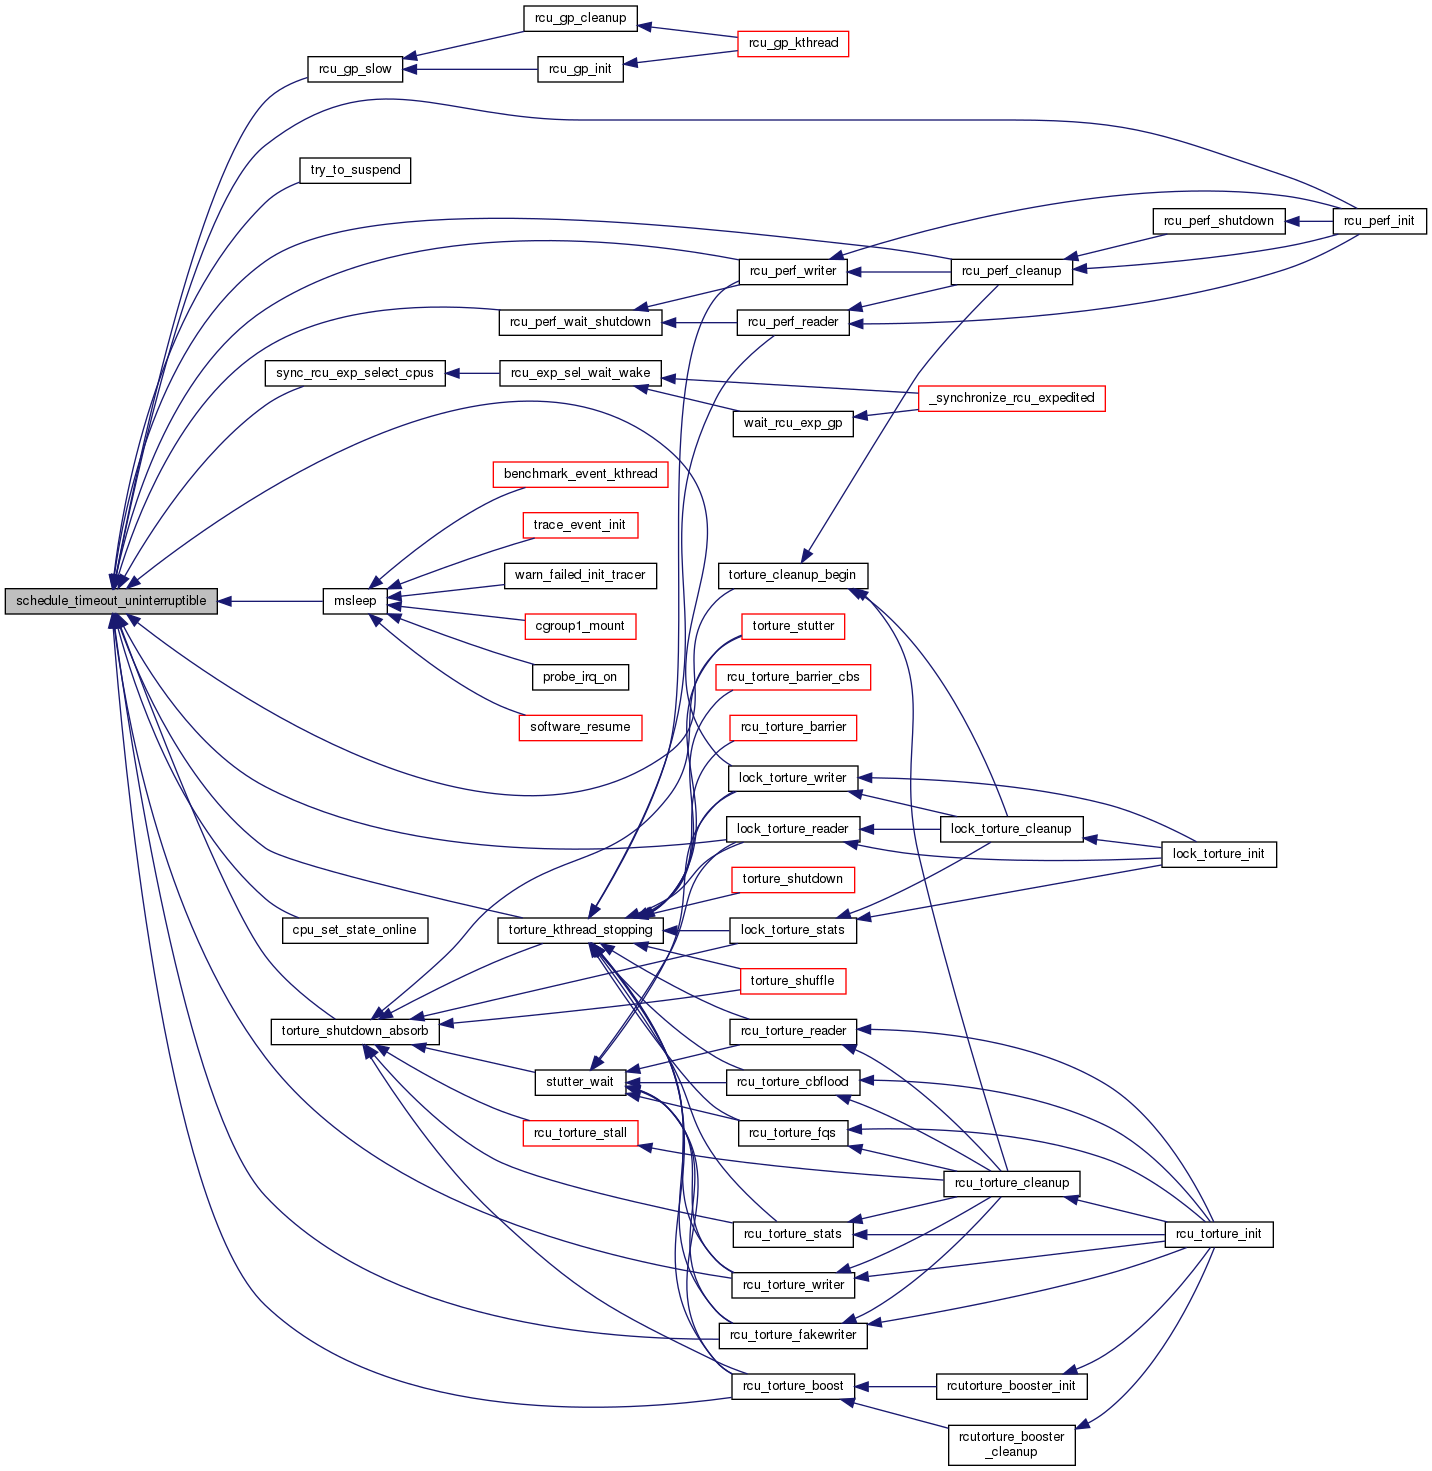 rcu_gp_cleanup
rcu_gp_kthread
rcu_gp_slow
rcu_gp_init
try_to_suspend
rcu_perf_shutdown
rcu_perf_init
rcu_perf_writer
rcu_perf_cleanup
rcu_perf_wait_shutdown
rcu_perf_reader
sync_rcu_exp_select_cpus
rcu_exp_sel_wait_wake
_synchronize_rcu_expedited
wait_rcu_exp_gp
benchmark_event_kthread
trace_event_init
warn_failed_init_tracer
torture_cleanup_begin
schedule_timeout_uninterruptible
msleep
cgroup1_mount
torture_stutter
probe_irq_on
rcu_torture_barrier_cbs
software_resume
rcu_torture_barrier
lock_torture_writer
lock_torture_reader
lock_torture_cleanup
lock_torture_init
torture_shutdown
cpu_set_state_online
torture_kthread_stopping
lock_torture_stats
torture_shuffle
torture_shutdown_absorb
rcu_torture_reader
stutter_wait
rcu_torture_cbflood
rcu_torture_stall
rcu_torture_fqs
rcu_torture_cleanup
rcu_torture_stats
rcu_torture_init
rcu_torture_writer
rcu_torture_fakewriter
rcu_torture_boost
rcutorture_booster_init
rcutorture_booster
_cleanup